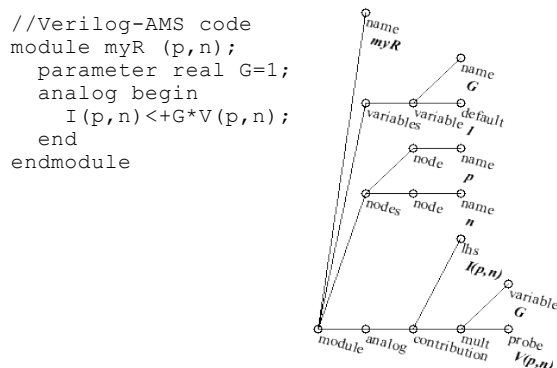 //Verilog-AMS code
module myR (p,n);
parameter real G=1;
analog begin
I(p,n)<+G*V(p,n);
end
endmodule
name
myR
name
G
variables
variable
default
1
node
name
p
nodes
node
name
n
lhs
I(p,n)
variable
G
module
analog
contribution
mult
probe
V(p,n)